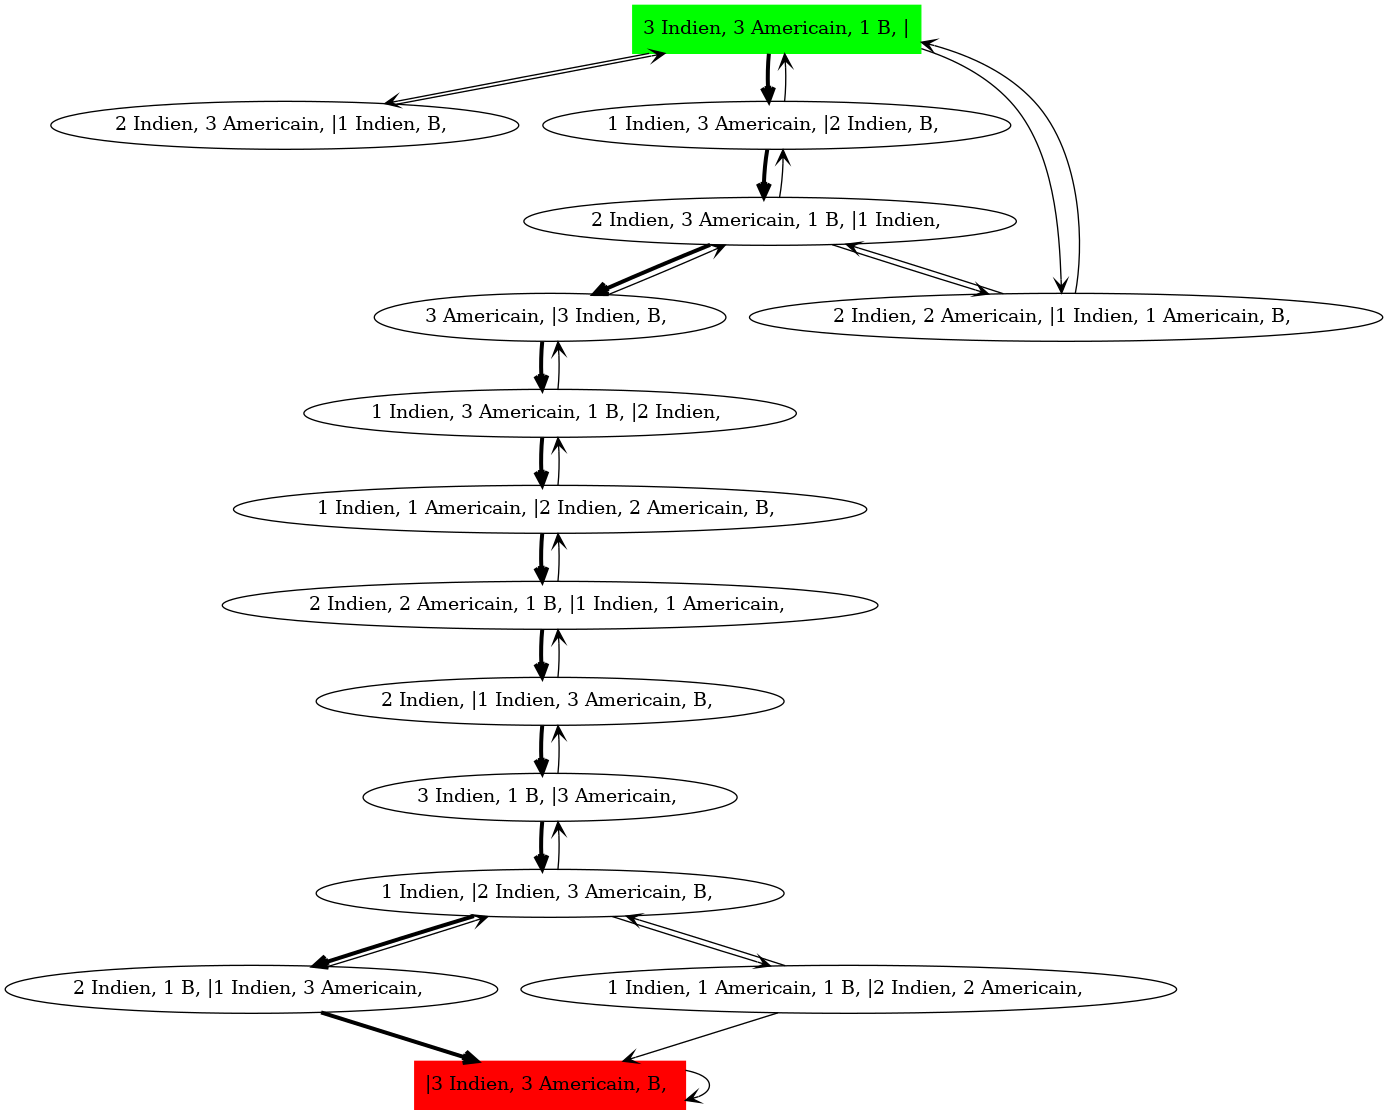 3 Indien, 3 Americain, 1 B, |
2 Indien, 3 Americain, |1 Indien, B,
1 Indien, 3 Americain, |2 Indien, B,
2 Indien, 3 Americain, 1 B, |1 Indien,
3 Americain, |3 Indien, B,
2 Indien, 2 Americain, |1 Indien, 1 Americain, B,
1 Indien, 3 Americain, 1 B, |2 Indien,
1 Indien, 1 Americain, |2 Indien, 2 Americain, B,
2 Indien, 2 Americain, 1 B, |1 Indien, 1 Americain,
2 Indien, |1 Indien, 3 Americain, B,
3 Indien, 1 B, |3 Americain,
1 Indien, |2 Indien, 3 Americain, B,
2 Indien, 1 B, |1 Indien, 3 Americain,
1 Indien, 1 Americain, 1 B, |2 Indien, 2 Americain,
|3 Indien, 3 Americain, B,